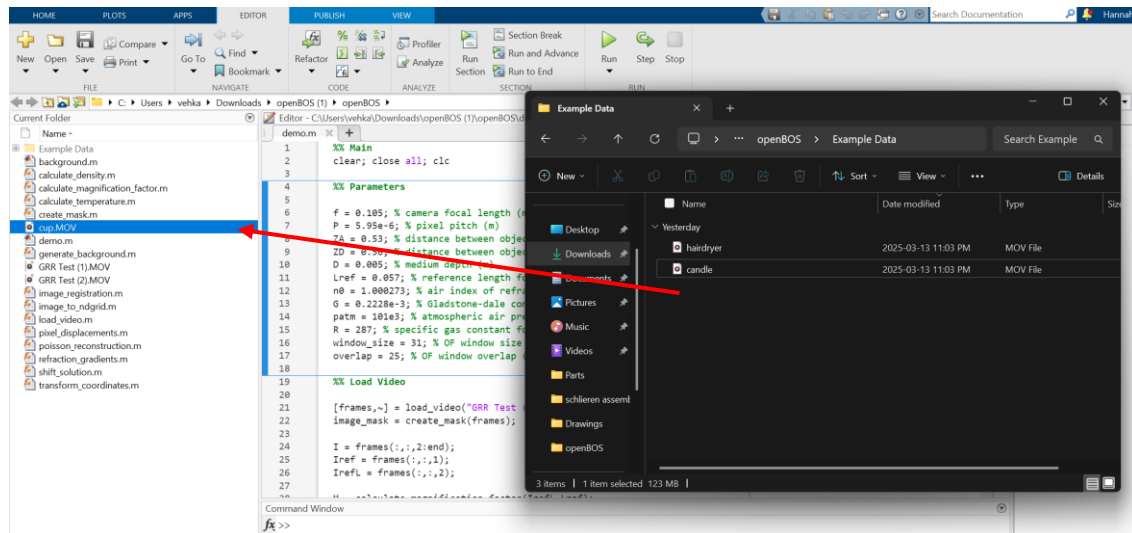 HOME PLOTS APPS EDITOR PUBLISH VIEW Search Documentation Hannah
New Open Save Compare Print Go To Find Bookmark Refactor Profiler Analyze Run Section Section Break Run and Advance Run to End Run Step Stop
FILE NAVIGATE CODE ANALYZE SECTION RUN
C: Users vehka Downloads openBOS (1) openBOS
Current Folder
Name
Example Data
background.m
calculate_density.m
calculate_magnification_factor.m
calculate_temperature.m
create_mask.m
cup.MOV
demo.m
generate_background.m
GRR Test (1).MOV
GRR Test (2).MOV
image_registration.m
image_to_ndgrid.m
load_video.m
pixel_displacements.m
poisson_reconstruction.m
refraction_gradients.m
shift_solution.m
transform_coordinates.m
Editor - C:\Users\vehka\Downloads\openBOS (1)\openBOS\d
demo.m
1 %% Main
2 clear; close all; clc
3
4 %% Parameters
5
6 f = 0.105; % camera focal length (
7 P = 5.95e-6; % pixel pitch (m)
8 ZA = 0.53; % distance between objec
9 ZD = % distance between objec
10 D = 0.005; % medium depth (m)
11 Lref = 0.057; % reference length fo
12 n0 = 1.000273; % air index of refra
13 G = 0.2228e-3; % Gladstone-dale con
14 patm = 101e3; % atmospheric air pre
15 R = 287; % specific gas constant fo
16 window_size = 31; % OF window size
17 overlap = 25; % OF window overlap (
18
19 %% Load Video
20
21 [frames,~] = load_video("GRR Test
22 image_mask = create_mask(frames);
23
24 I = frames(:,:,2:end);
25 Iref = frames(:,:,1);
26 IrefL = frames(:,:,2);
27
Command Window
fx >>
Example Data
openBOS Example Data Search Example
New Sort View Details
Name Date modified Type Size
Yesterday
hairdryer 2025-03-13 11:03 PM MOV File
candle 2025-03-13 11:03 PM MOV File
Desktop
Downloads
Documents
Pictures
Music
Videos
Parts
schlieren assembl
Drawings
openBOS
3 items 1 item selected 123 MB